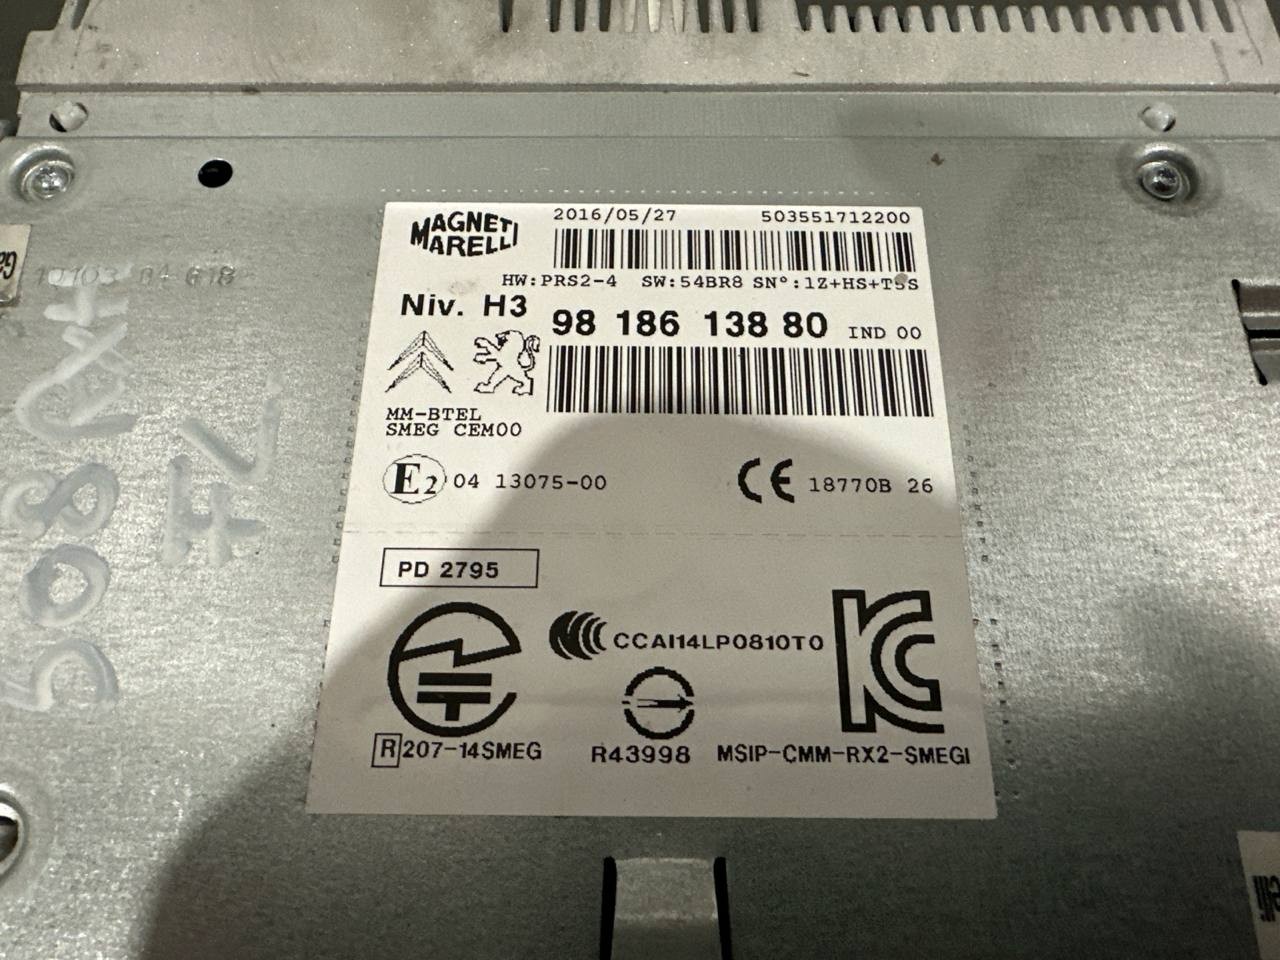 MAGNETI MARELLI
2016/05/27 503551712200
HW:PRS2-4 SW:54BR8 SN°:1Z+HS+TSS
Niv. H3
98 186 138 80 IND 00
MM-BTEL
SMEG CEM00
E2 04 13075-00
CE 18770B 26
PD 2795
CCAI14LP0810T0
R 207-14SMEG
R43998
MSIP-CMM-RX2-SMEGI
508 RXH